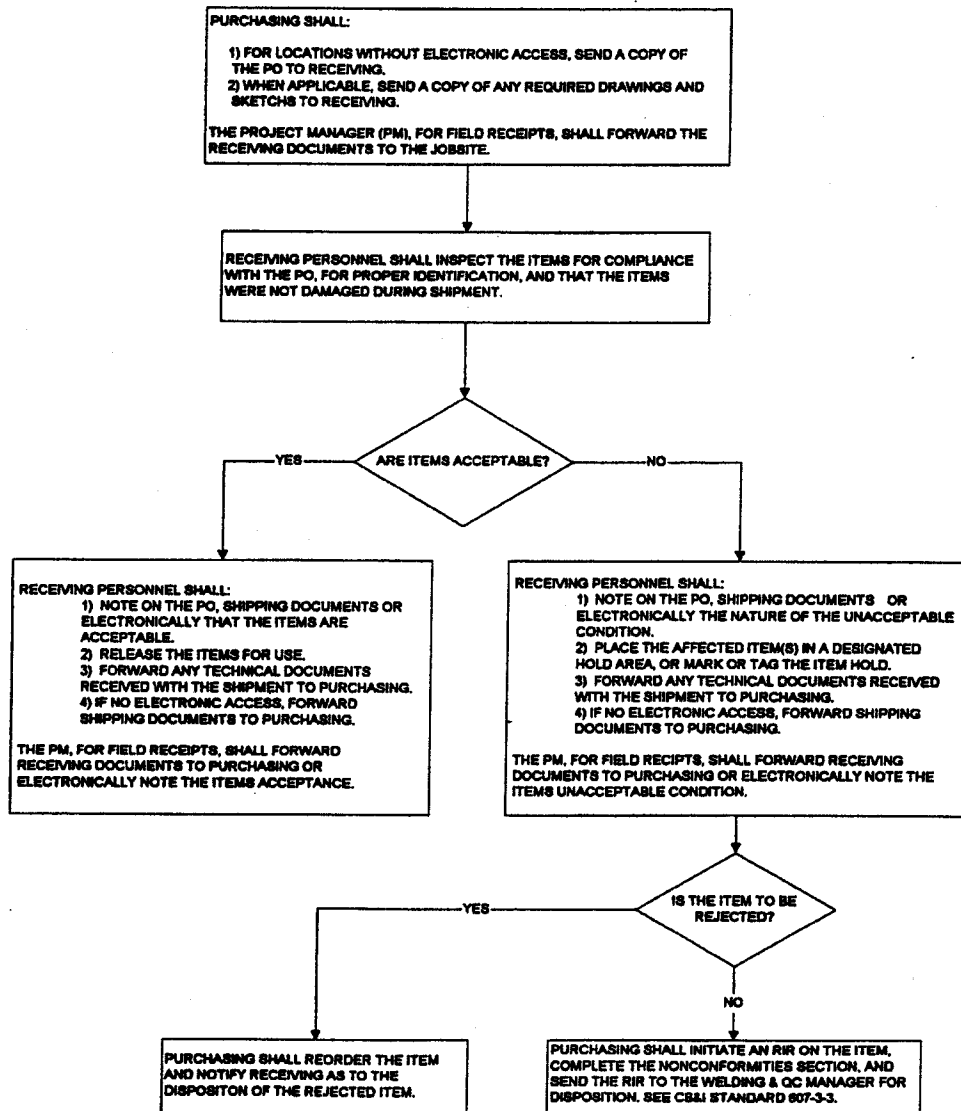 PURCHASING SHALL:
1) FOR LOCATIONS WITHOUT ELECTRONIC ACCESS, SEND A COPY OF
THE PO TO RECEIVING.
2) WHEN APPLICABLE, SEND A COPY OF ANY REQUIRED DRAWINGS AND
SKETCHS TO RECEIVING.
THE PROJECT MANAGER (PM), FOR FIELD RECEIPTS, SHALL FORWARD THE
RECEIVING DOCUMENTS TO THE JOBSITE.
RECEIVING PERSONNEL SHALL INSPECT THE ITEMS FOR COMPLIANCE
WITH THE PO, FOR PROPER IDENTIFICATION, AND THAT THE ITEMS
WERE NOT DAMAGED DURING SHIPMENT.
YES
ARE ITEMS ACCEPTABLE?
NO
RECEIVING PERSONNEL SHALL:
1) NOTE ON THE PO, SHIPPING DOCUMENTS OR
ELECTRONICALLY THAT THE ITEMS ARE
ACCEPTABLE.
2) RELEASE THE ITEMS FOR USE.
3) FORWARD ANY TECHNICAL DOCUMENTS
RECEIVED WITH THE SHIPMENT TO PURCHASING.
4) IF NO ELECTRONIC ACCESS, FORWARD
SHIPPING DOCUMENTS TO PURCHASING.
THE PM, FOR FIELD RECEIPTS, SHALL FORWARD
RECEIVING DOCUMENTS TO PURCHASING OR
ELECTRONICALLY NOTE THE ITEMS ACCEPTANCE.
RECEIVING PERSONNEL SHALL:
1) NOTE ON THE PO, SHIPPING DOCUMENTS OR
ELECTRONICALLY THE NATURE OF THE UNACCEPTABLE
CONDITION.
2) PLACE THE AFFECTED ITEM(S) IN A DESIGNATED
HOLD AREA, OR MARK OR TAG THE ITEM HOLD.
3) FORWARD ANY TECHNICAL DOCUMENTS RECEIVED
WITH THE SHIPMENT TO PURCHASING.
4) IF NO ELECTRONIC ACCESS, FORWARD SHIPPING
DOCUMENTS TO PURCHASING.
THE PM, FOR FIELD RECIPTS, SHALL FORWARD RECEIVING
DOCUMENTS TO PURCHASING OR ELECTRONICALLY NOTE THE
ITEMS UNACCEPTABLE CONDITION.
YES
IS THE ITEM TO BE
REJECTED?
NO
PURCHASING SHALL REORDER THE ITEM
AND NOTIFY RECEIVING AS TO THE
DISPOSITON OF THE REJECTED ITEM.
PURCHASING SHALL INITIATE AN RIR ON THE ITEM,
COMPLETE THE NONCONFORMITIES SECTION, AND
SEND THE RIR TO THE WELDING & QC MANAGER FOR
DISPOSITION. SEE CB&I STANDARD 607-3-3.